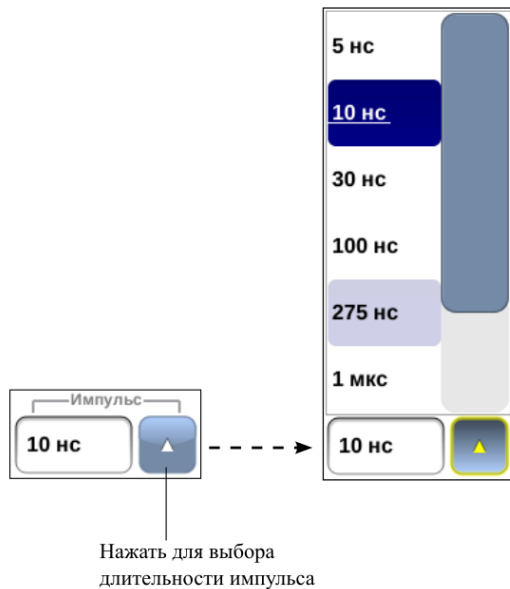 5 нс
10 нс
30 нс
100 нс
275 нс
1 мкс
Импульс
10 нс
10 нс
Нажать для выбора
длительности импульса